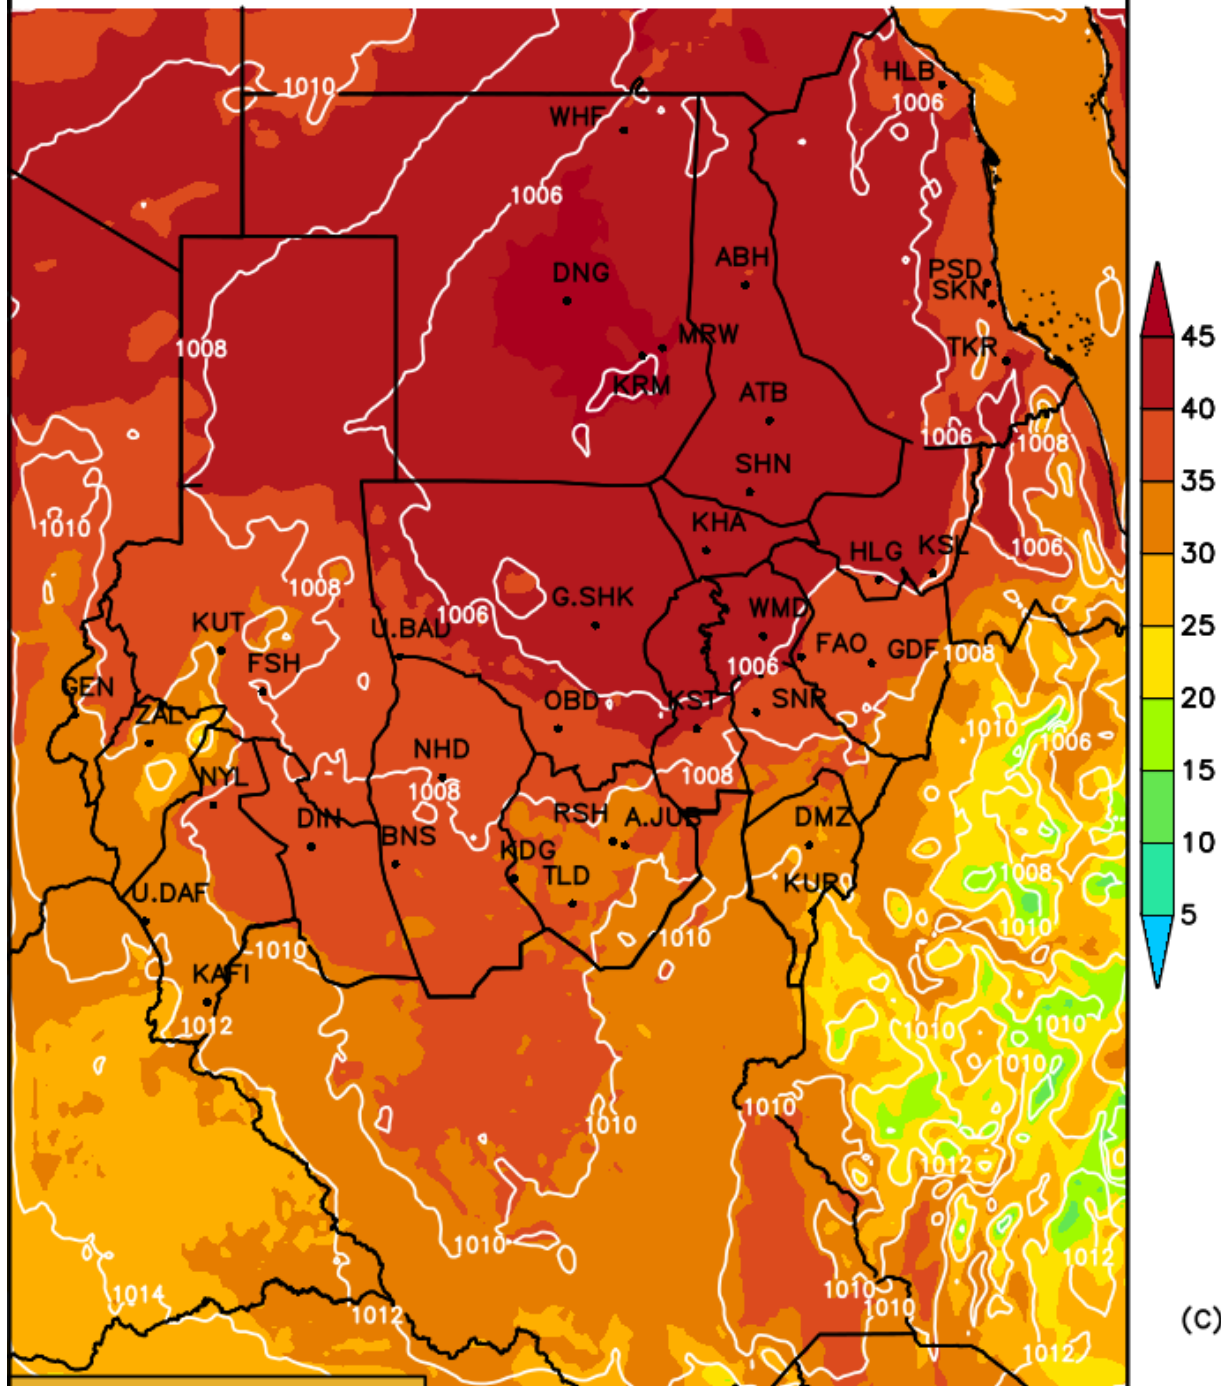 HLB
1010
1006
WHF
1006
ABH
DNG
PSD
SKN
MRW
TKR
1008
KRM
ATB
1006
1008
SHN
1010
KHA
1006
HLG
KSL
1008
G.SHK
1006
WMD
KUT
U.BAD
FAO
GDF
1008
FSH
1006
GEN
OBD
KST
SNR
ZAL
1010
1006
NHD
NYL
1008
1008
DIN
RSH
A.JUB
DMZ
BNS
KDG
TLD
1008
KUR
U.DAF
1010
1010
1010
KAFI
1012
1010
1010
1010
1010
1010
1012
1010
1012
1014
1010
1010
1012
1012
45
40
35
30
25
20
15
10
5
(C)